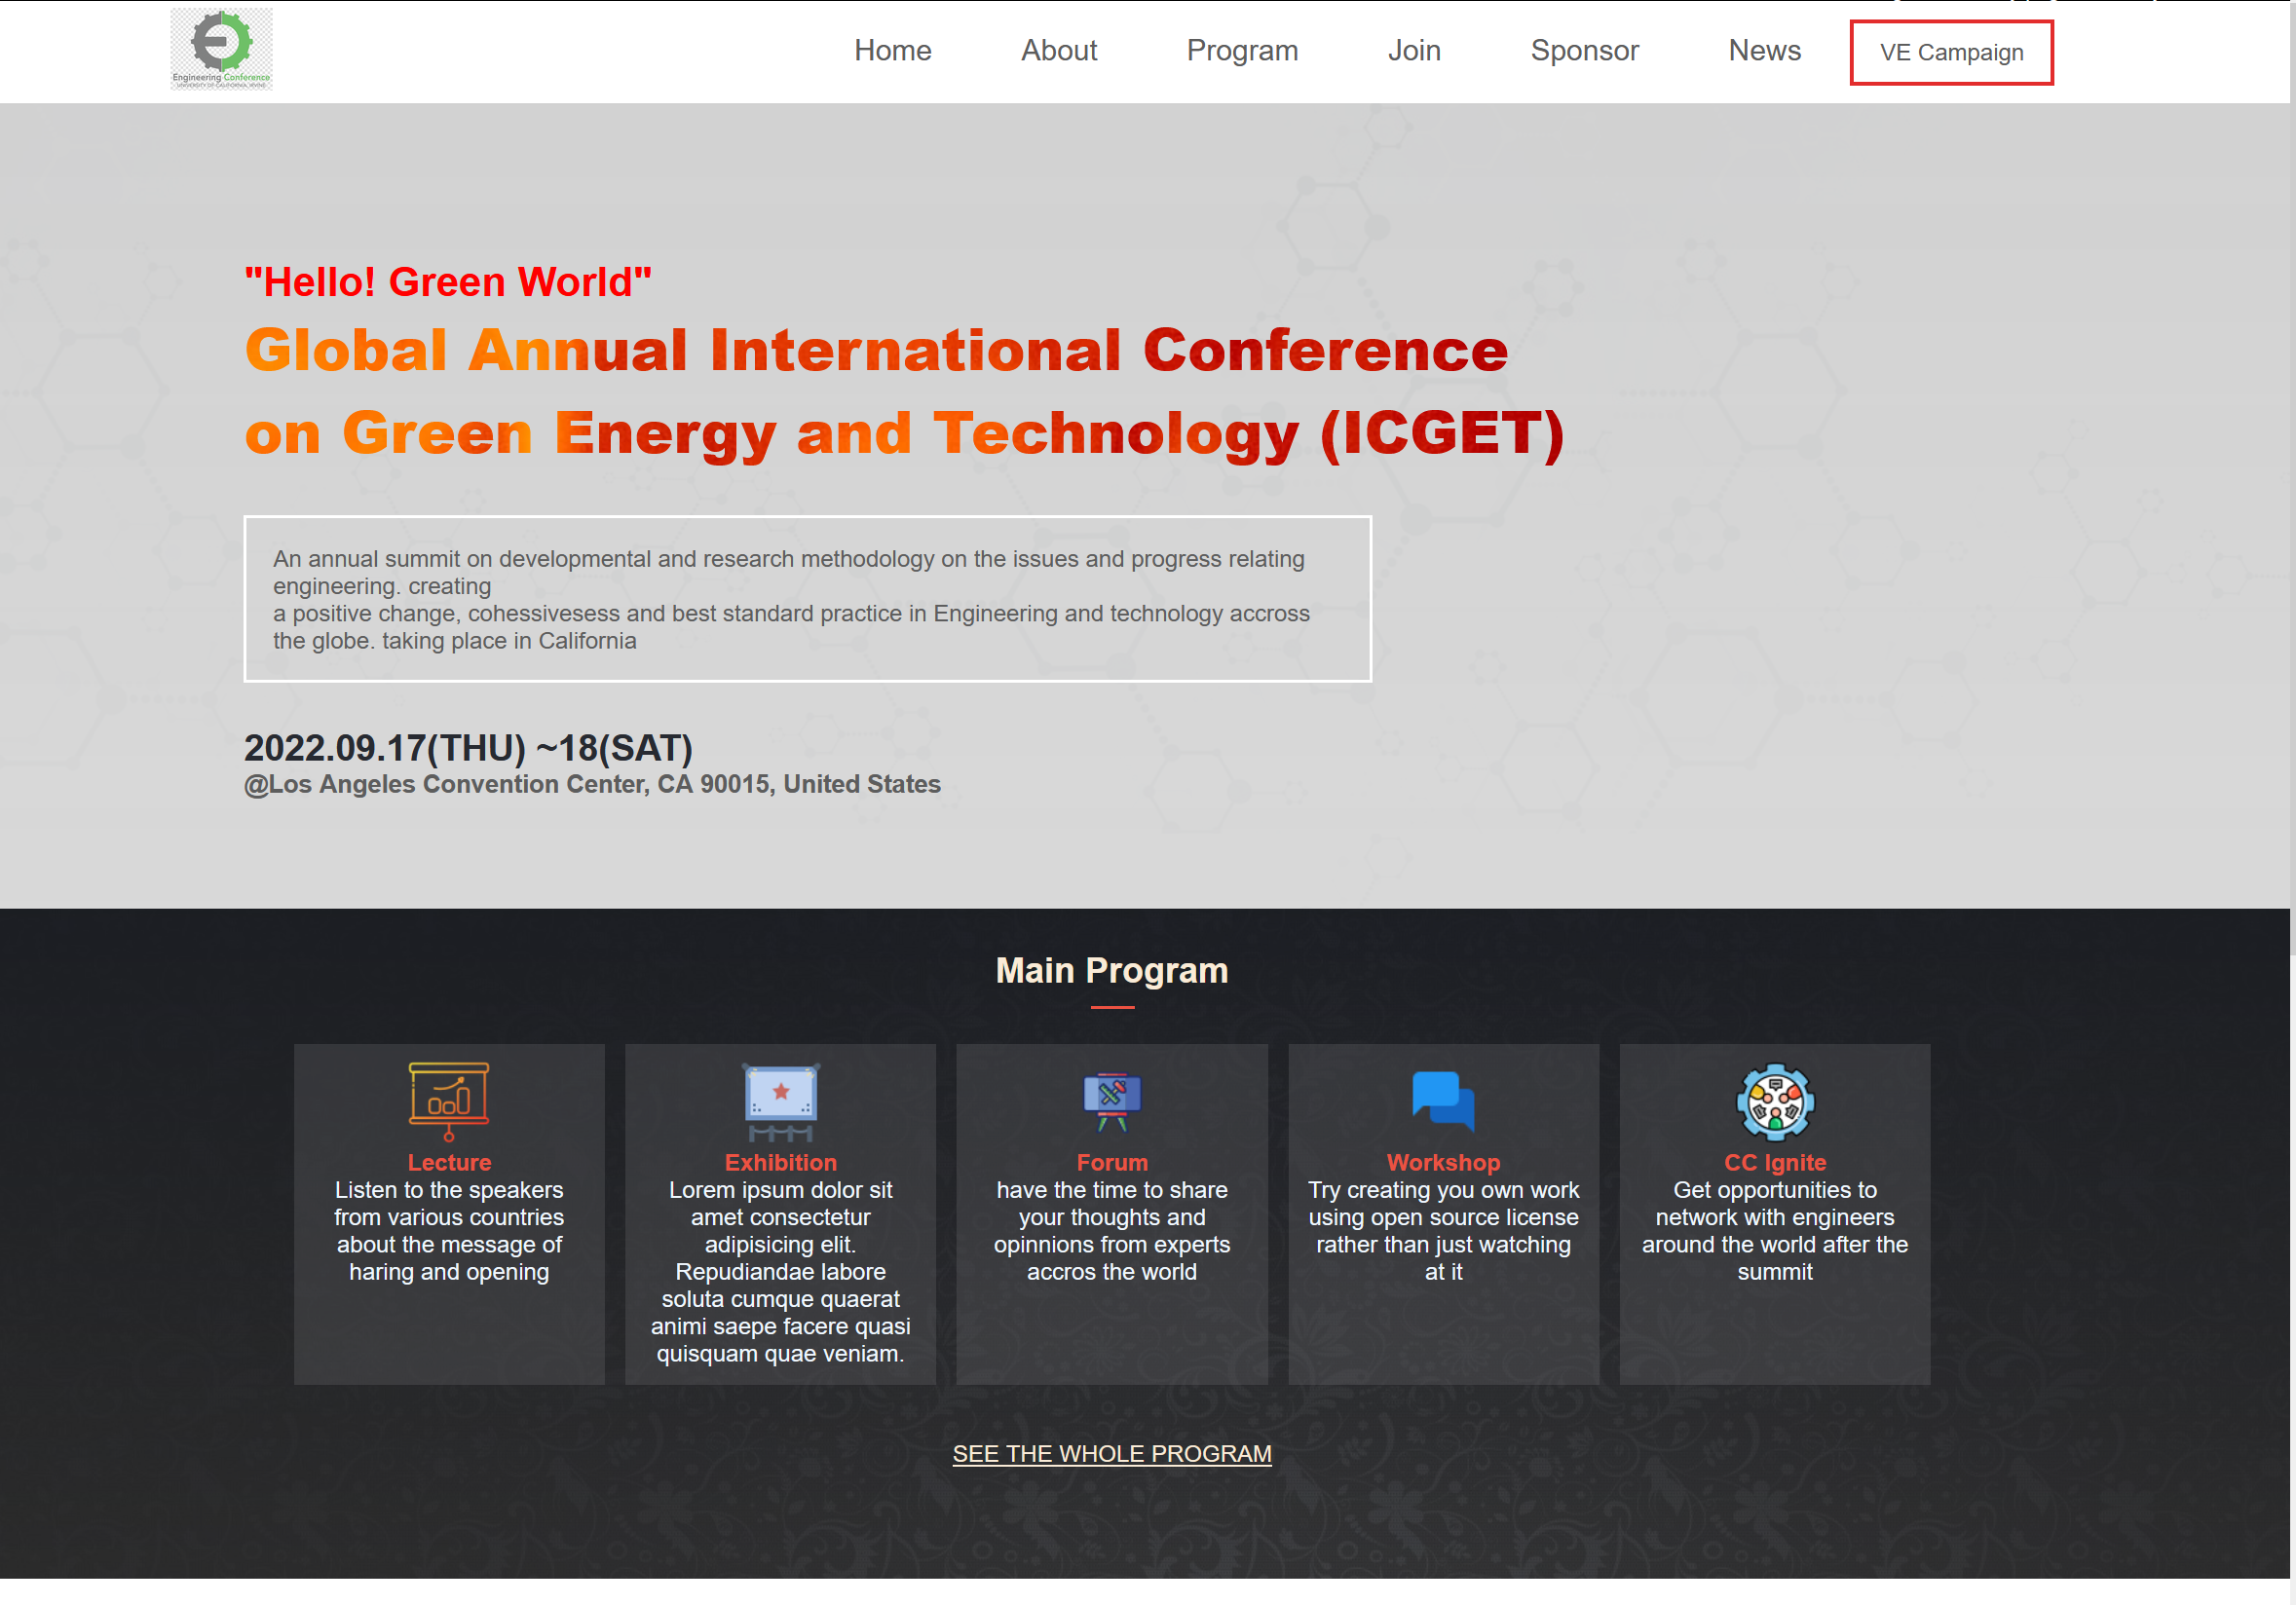 Engineering Conference
UNIVERSITY OF CALIFORNIA, IRVINE
Home About Program Join Sponsor News VE Campaign
"Hello! Green World"
Global Annual International Conference
on Green Energy and Technology (ICGET)
An annual summit on developmental and research methodology on the issues and progress relating
engineering. creating
a positive change, cohessivesess and best standard practice in Engineering and technology accross
the globe. taking place in California
2022.09.17(THU) ~18(SAT)
@Los Angeles Convention Center, CA 90015, United States
Main Program
Lecture
Listen to the speakers
from various countries
about the message of
haring and opening
Exhibition
Lorem ipsum dolor sit
amet consectetur
adipisicing elit.
Repudiandae labore
soluta cumque quaerat
animi saepe facere quasi
quisquam quae veniam.
Forum
have the time to share
your thoughts and
opinnions from experts
accros the world
Workshop
Try creating you own work
using open source license
rather than just watching
at it
CC Ignite
Get opportunities to
network with engineers
around the world after the
summit
SEE THE WHOLE PROGRAM